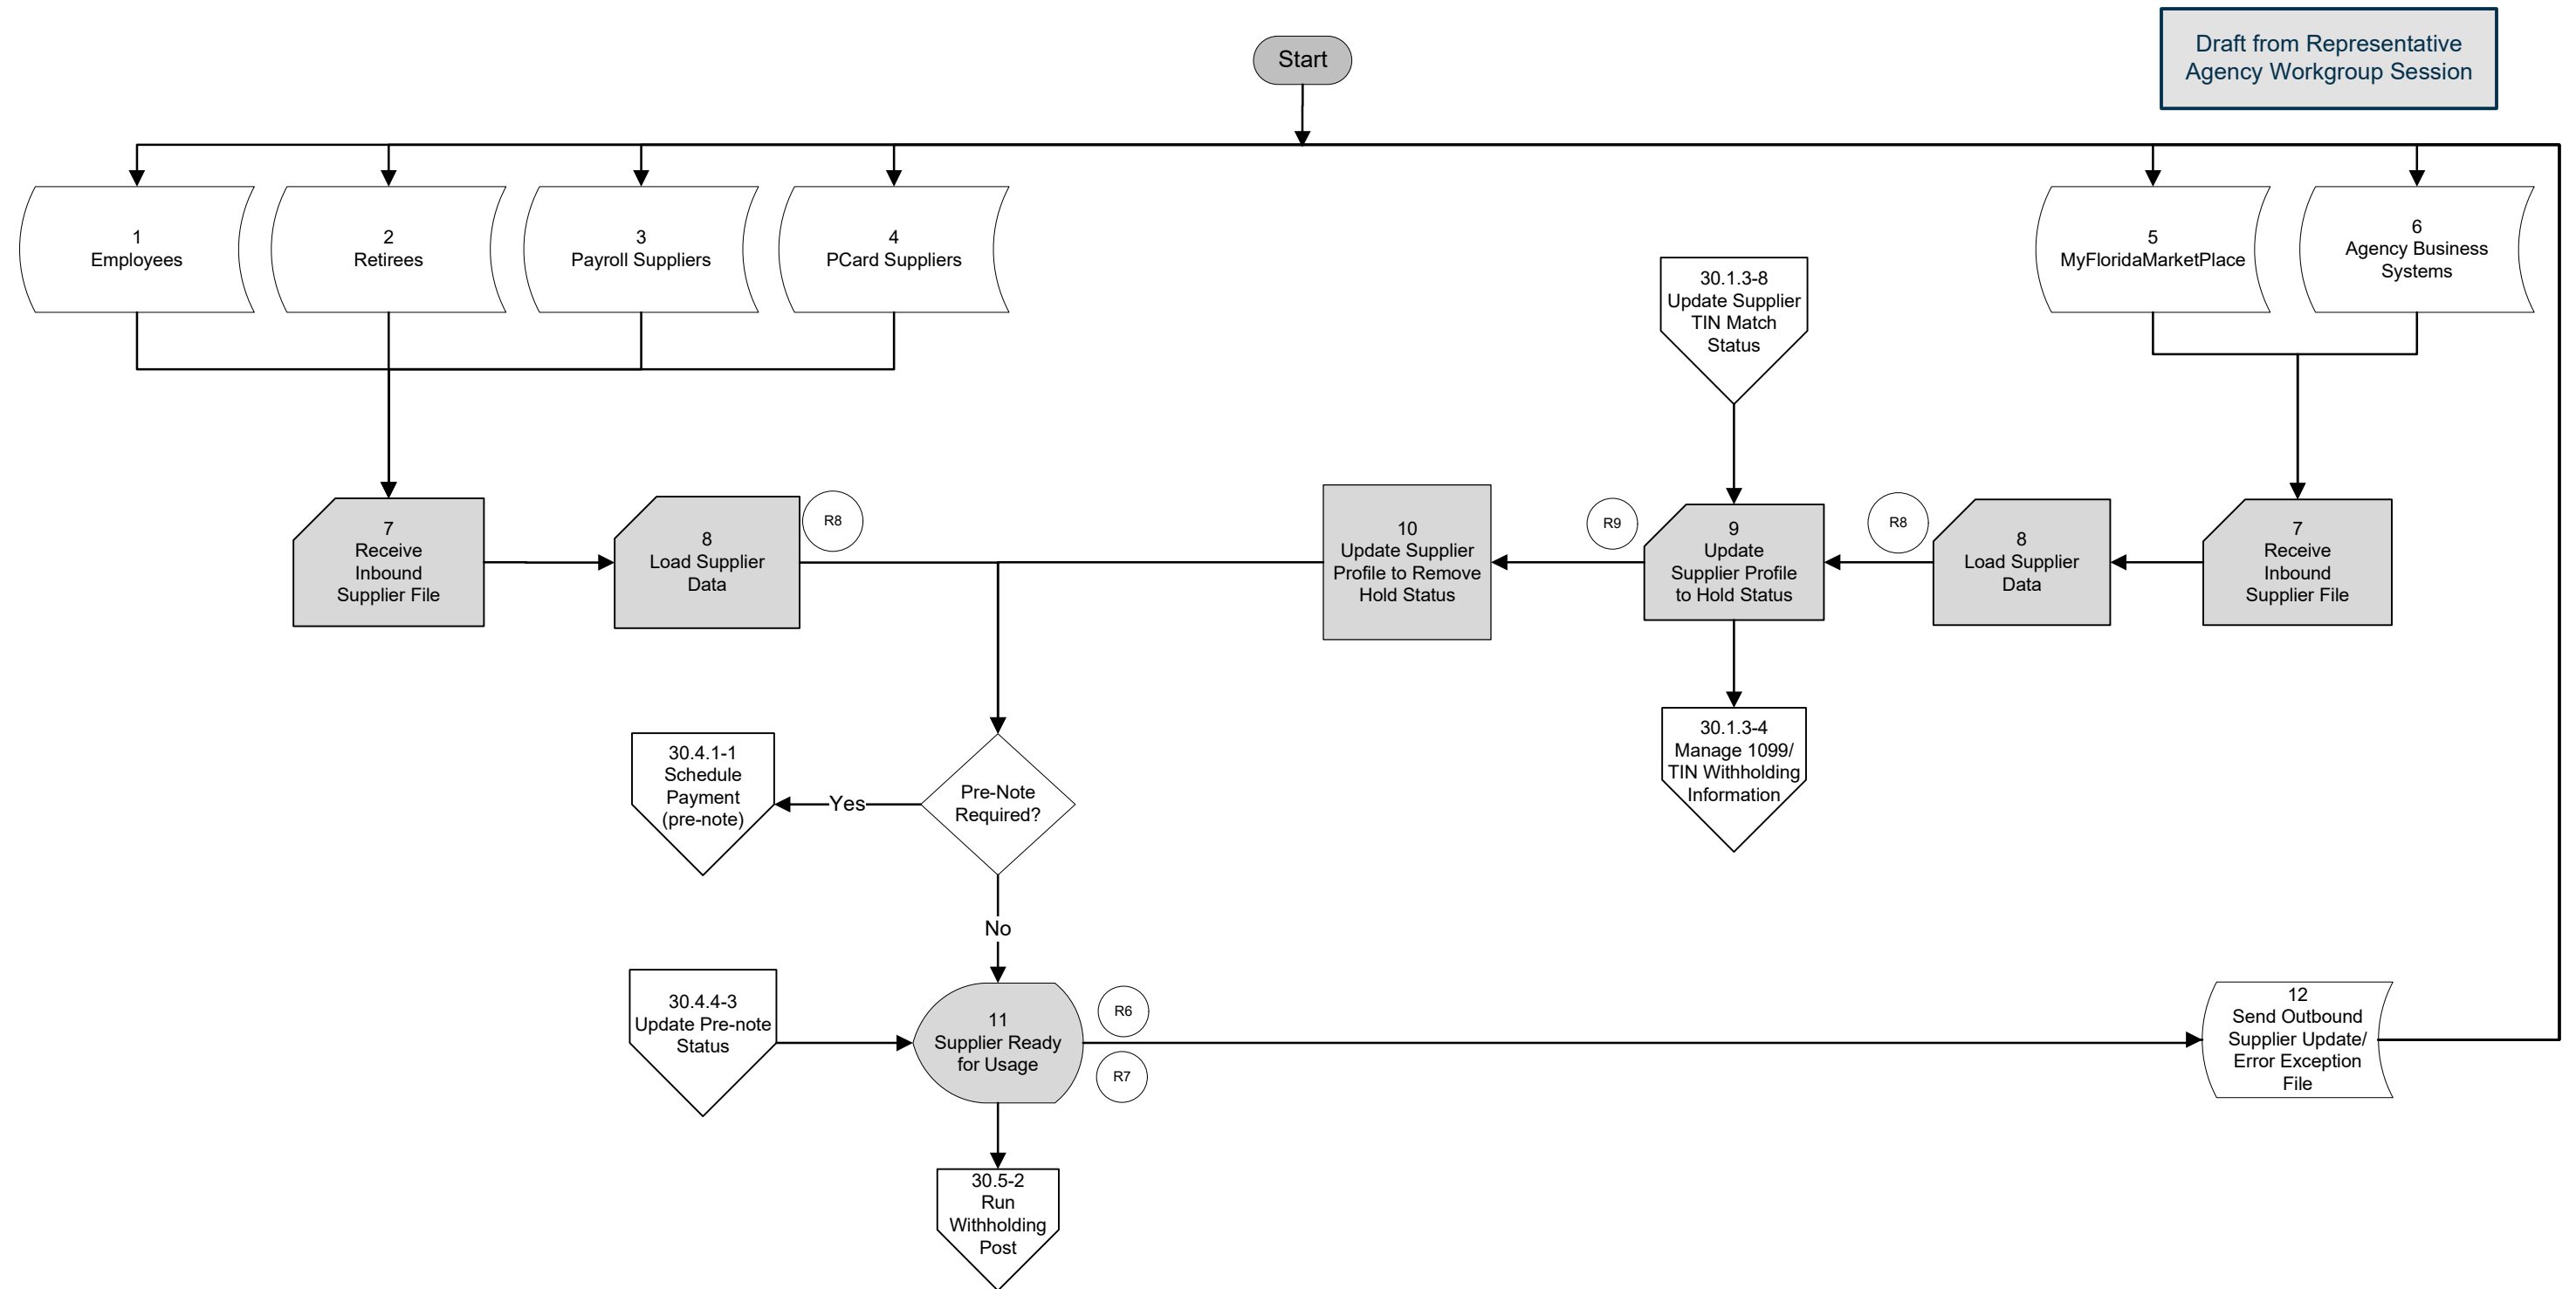 Start
Draft from Representative
Agency Workgroup Session
1
Employees
2
Retirees
3
Payroll Suppliers
4
PCard Suppliers
5
MyFloridaMarketPlace
6
Agency Business
Systems
30.1.3-8
Update Supplier
TIN Match
Status
7
Receive
Inbound
Supplier File
8
Load Supplier
Data
R8
10
Update Supplier
Profile to Remove
Hold Status
R9
9
Update
Supplier Profile
to Hold Status
R8
8
Load Supplier
Data
7
Receive
Inbound
Supplier File
30.4.1-1
Schedule
Payment
(pre-note)
Yes
Pre-Note
Required?
30.1.3-4
Manage 1099/
TIN Withholding
Information
No
30.4.4-3
Update Pre-note
Status
11
Supplier Ready
for Usage
R6
R7
12
Send Outbound
Supplier Update/
Error Exception
File
30.5-2
Run
Withholding
Post